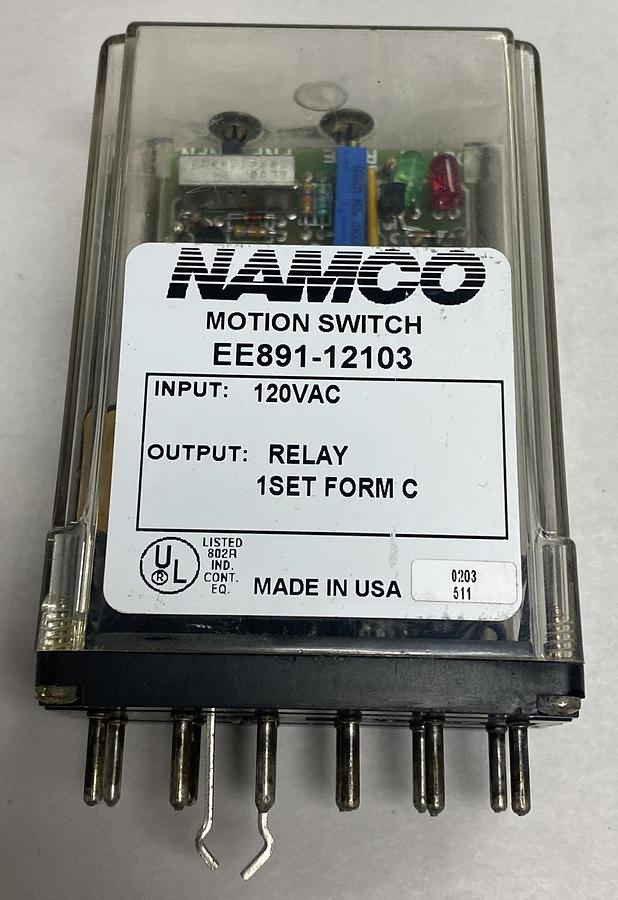 NAMCO
MOTION SWITCH
EE891-12103
INPUT: 120VAC
OUTPUT: RELAY
1SET FORM C
UL
®
LISTED
802R
IND.
CONT.
EQ.
MADE IN USA
0203
511